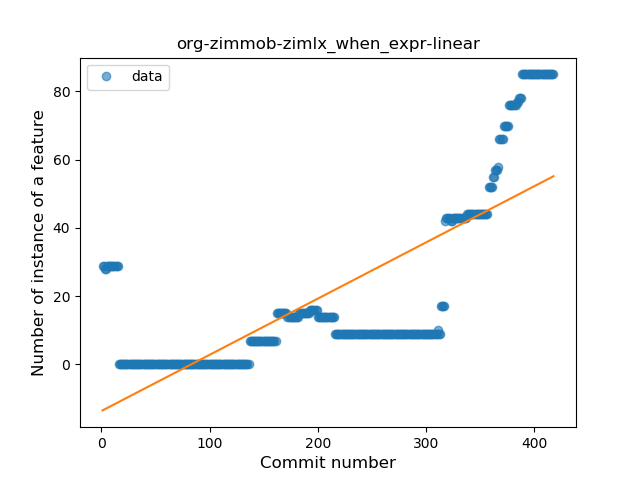 org-zimmob-zimlx_when_expr-linear
data
Number of instance of a feature
80
60
40
20
0
0 100 200 300 400
Commit number